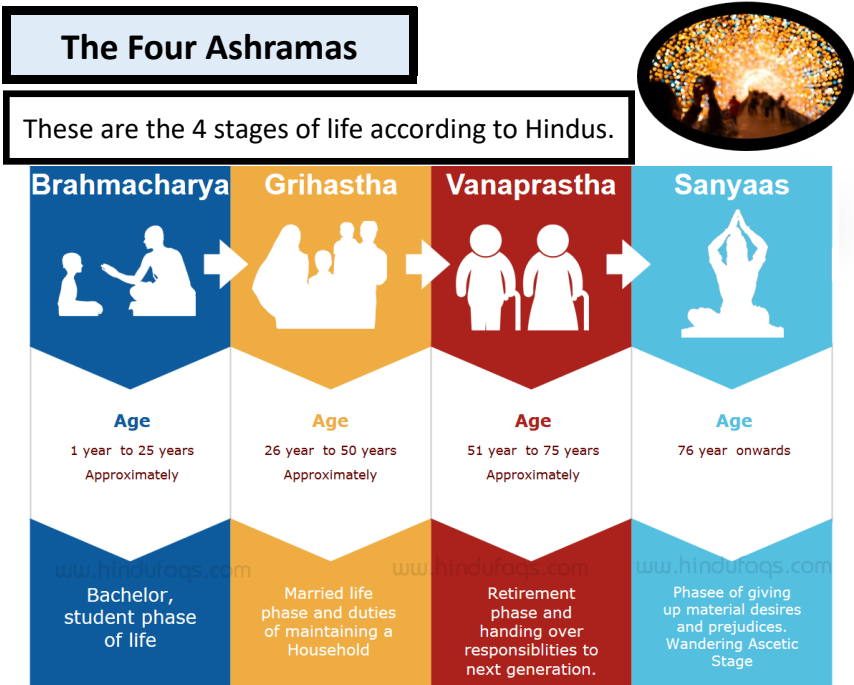 The Four Ashramas
These are the 4 stages of life according to Hindus.
Brahmacharya
Grihastha
Vanaprastha
Sanyaas
Age
1 year to 25 years
Approximately
Age
26 year to 50 years
Approximately
Age
51 year to 75 years
Approximately
Age
76 year onwards
www.hindufaqs.com
www.hindufaqs.com
www.hindufaqs.com
Bachelor,
student phase
of life
Married life
phase and duties
of maintaining a
Household
Retirement
phase and
handing over
responsiblities to
next generation.
Phasee of giving
up material desires
and prejudices.
Wandering Ascetic
Stage